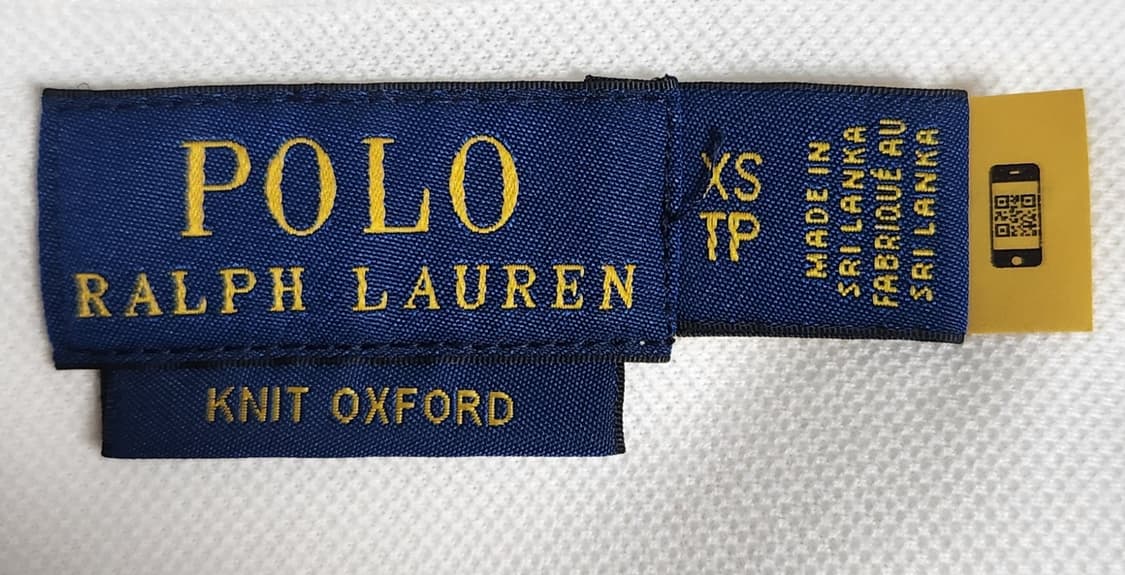 POLO
RALPH LAUREN
KNIT OXFORD
XS
TP
MADE IN
SRI LANKA
FABRIQUÉ AU
SRI LANKA